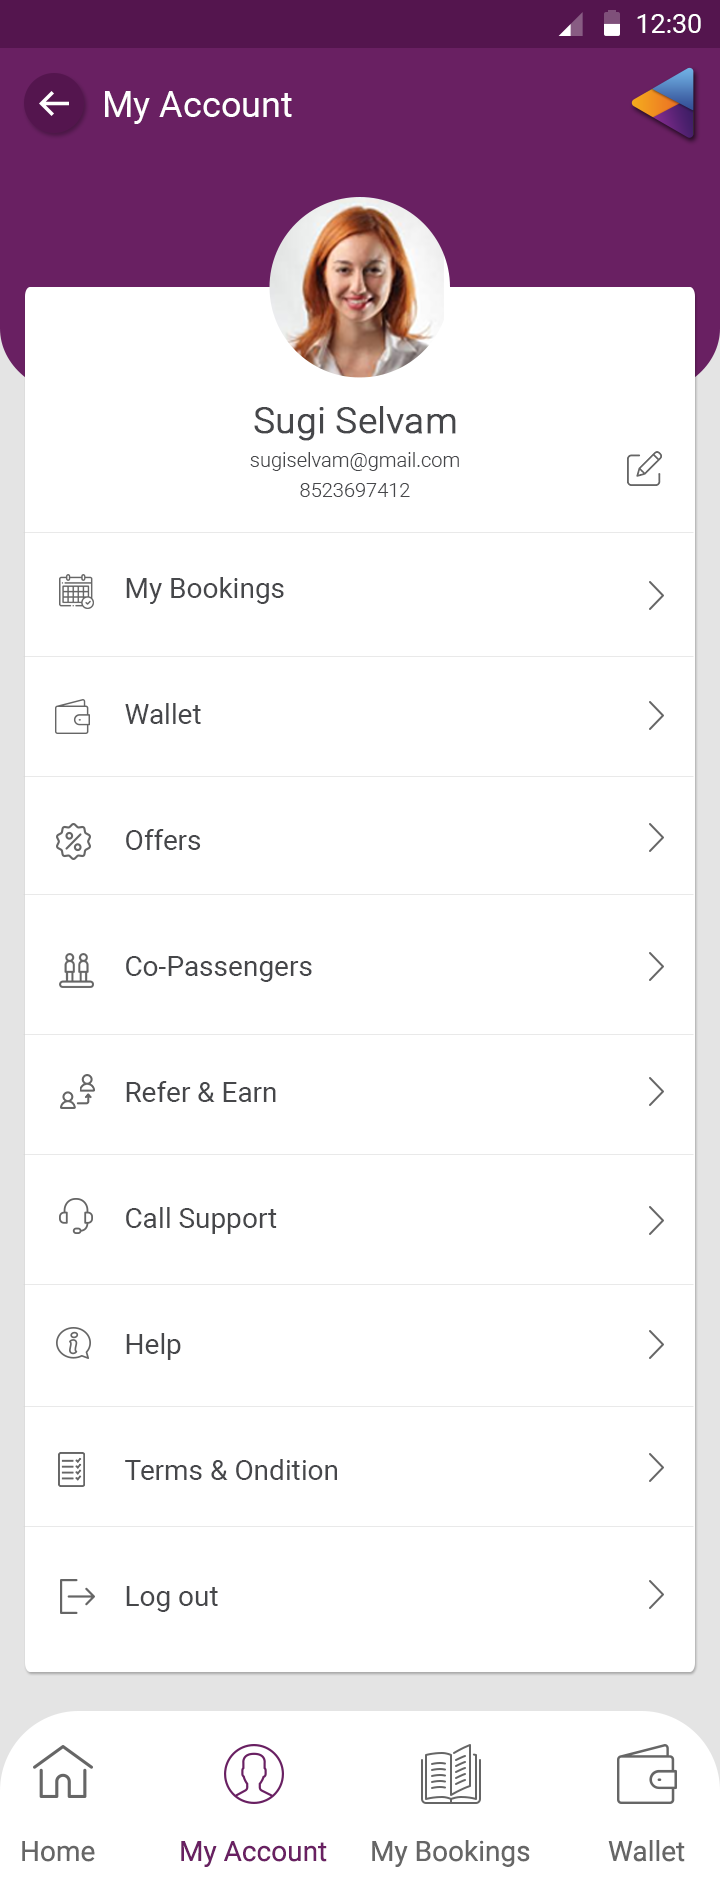 12:30
My Account
Sugi Selvam
sugiselvam@gmail.com
8523697412
My Bookings
Wallet
Offers
Co-Passengers
Refer & Earn
Call Support
Help
Terms & Ondition
Log out
Home
My Account
My Bookings
Wallet